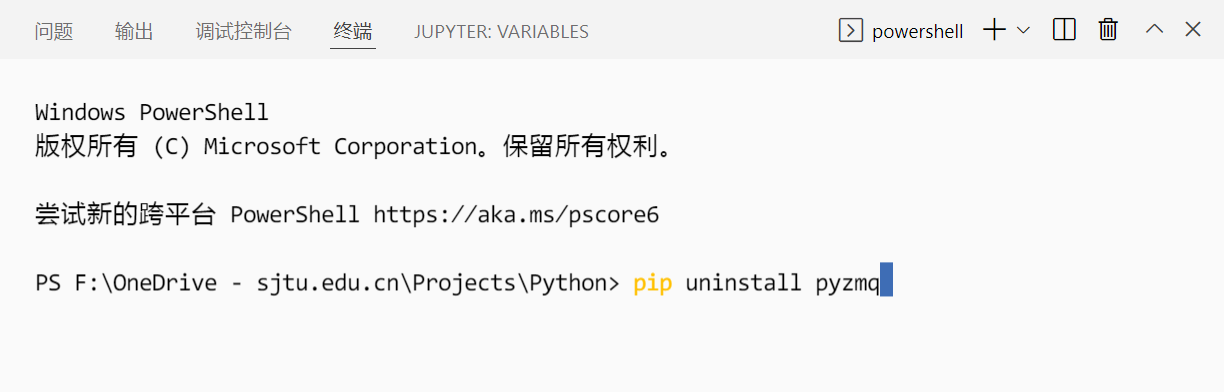 问题 输出 调试控制台 终端 JUPYTER: VARIABLES powershell
Windows PowerShell
版权所有 (C) Microsoft Corporation。保留所有权利。
尝试新的跨平台 PowerShell https://aka.ms/pscore6
PS F:\OneDrive - sjtu.edu.cn\Projects\Python> pip uninstall pyzmq